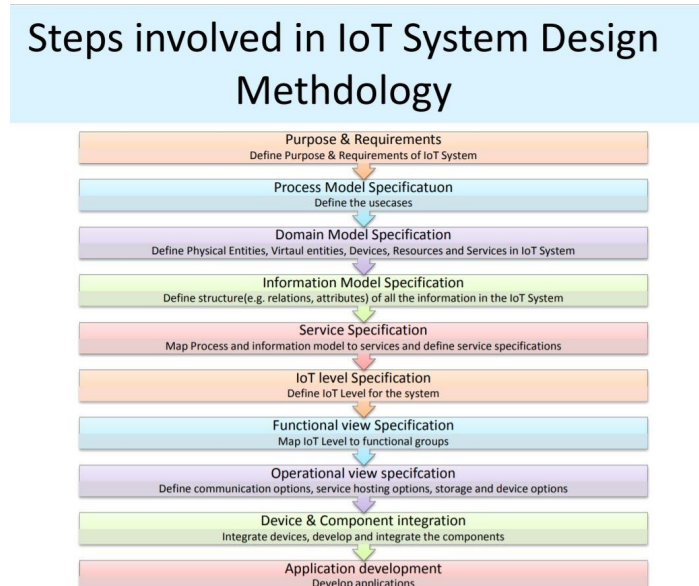 Steps involved in IoT System Design
Methdology
Purpose & Requirements
Define Purpose & Requirements of IoT System
Process Model Specificatuon
Define the usecases
Domain Model Specification
Define Physical Entities, Virtaul entities, Devices, Resources and Services in IoT System
Information Model Specification
Define structure(e.g. relations, attributes) of all the information in the IoT System
Service Specification
Map Process and information model to services and define service specifications
IoT level Specification
Define IoT Level for the system
Functional view Specification
Map IoT Level to functional groups
Operational view specifcation
Define communication options, service hosting options, storage and device options
Device & Component integration
Integrate devices, develop and integrate the components
Application development
Develop applications